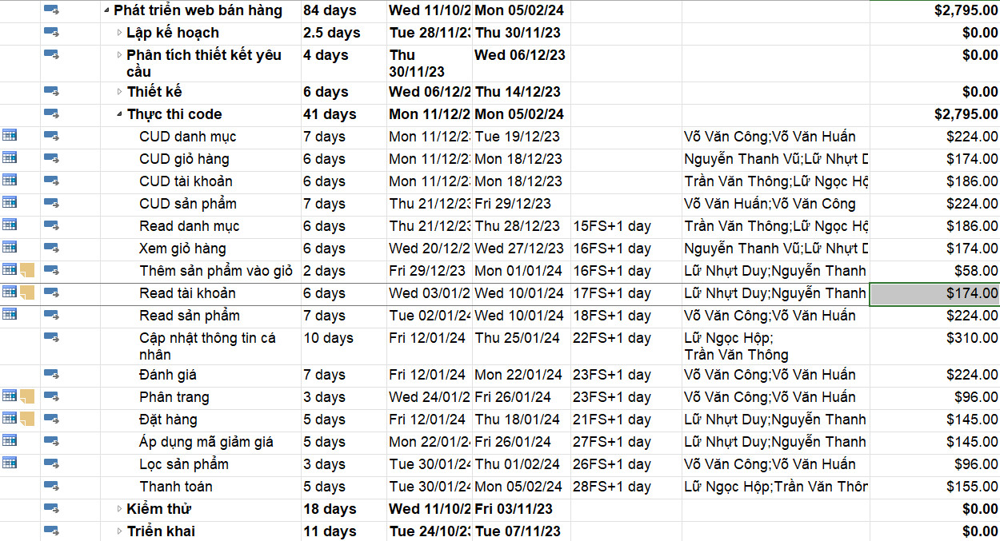 Phát triển web bán hàng 84 days Wed 11/10/2 Mon 05/02/24 $2,795.00
Lập kế hoạch 2.5 days Tue 28/11/23 Thu 30/11/23 $0.00
Phân tích thiết kết yêu cầu 4 days Thu 30/11/23 Wed 06/12/23 $0.00
Thiết kế 6 days Wed 06/12/2 Thu 14/12/23 $0.00
Thực thi code 41 days Mon 11/12/2 Mon 05/02/24 $2,795.00
CUD danh mục 7 days Mon 11/12/23 Tue 19/12/23 Võ Văn Công;Võ Văn Huấn $224.00
CUD giỏ hàng 6 days Mon 11/12/23 Mon 18/12/23 Nguyễn Thanh Vũ;Lữ Nhựt D $174.00
CUD tài khoản 6 days Mon 11/12/23 Mon 18/12/23 Trần Văn Thông;Lữ Ngọc Hộ $186.00
CUD sản phẩm 7 days Thu 21/12/23 Fri 29/12/23 Võ Văn Huấn;Võ Văn Công $224.00
Read danh mục 6 days Thu 21/12/23 Thu 28/12/23 15FS+1 day Trần Văn Thông;Lữ Ngọc Hộ $186.00
Xem giỏ hàng 6 days Wed 20/12/2 Wed 27/12/23 16FS+1 day Nguyễn Thanh Vũ;Lữ Nhựt D $174.00
Thêm sản phẩm vào giỏ 2 days Fri 29/12/23 Mon 01/01/24 16FS+1 day Lữ Nhựt Duy;Nguyễn Thanh $58.00
Read tài khoản 6 days Wed 03/01/2 Wed 10/01/24 17FS+1 day Lữ Nhựt Duy;Nguyễn Thanh $174.00
Read sản phẩm 7 days Tue 02/01/24 Wed 10/01/24 18FS+1 day Võ Văn Công;Võ Văn Huấn $224.00
Cập nhật thông tin cá nhân 10 days Fri 12/01/24 Thu 25/01/24 22FS+1 day Lữ Ngọc Hộp; Trần Văn Thông $310.00
Đánh giá 7 days Fri 12/01/24 Mon 22/01/24 23FS+1 day Võ Văn Công;Võ Văn Huấn $224.00
Phân trang 3 days Wed 24/01/2 Fri 26/01/24 23FS+1 day Võ Văn Công;Võ Văn Huấn $96.00
Đặt hàng 5 days Fri 12/01/24 Thu 18/01/24 21FS+1 day Lữ Nhựt Duy;Nguyễn Thanh $145.00
Áp dụng mã giảm giá 5 days Mon 22/01/24 Fri 26/01/24 27FS+1 day Lữ Nhựt Duy;Nguyễn Thanh $145.00
Lọc sản phẩm 3 days Tue 30/01/24 Thu 01/02/24 26FS+1 day Võ Văn Công;Võ Văn Huấn $96.00
Thanh toán 5 days Tue 30/01/24 Mon 05/02/24 28FS+1 day Lữ Ngọc Hộp;Trần Văn Thôn $155.00
Kiểm thử 18 days Wed 11/10/2 Fri 03/11/23 $0.00
Triển khai 11 days Tue 24/10/23 Tue 07/11/23 $0.00